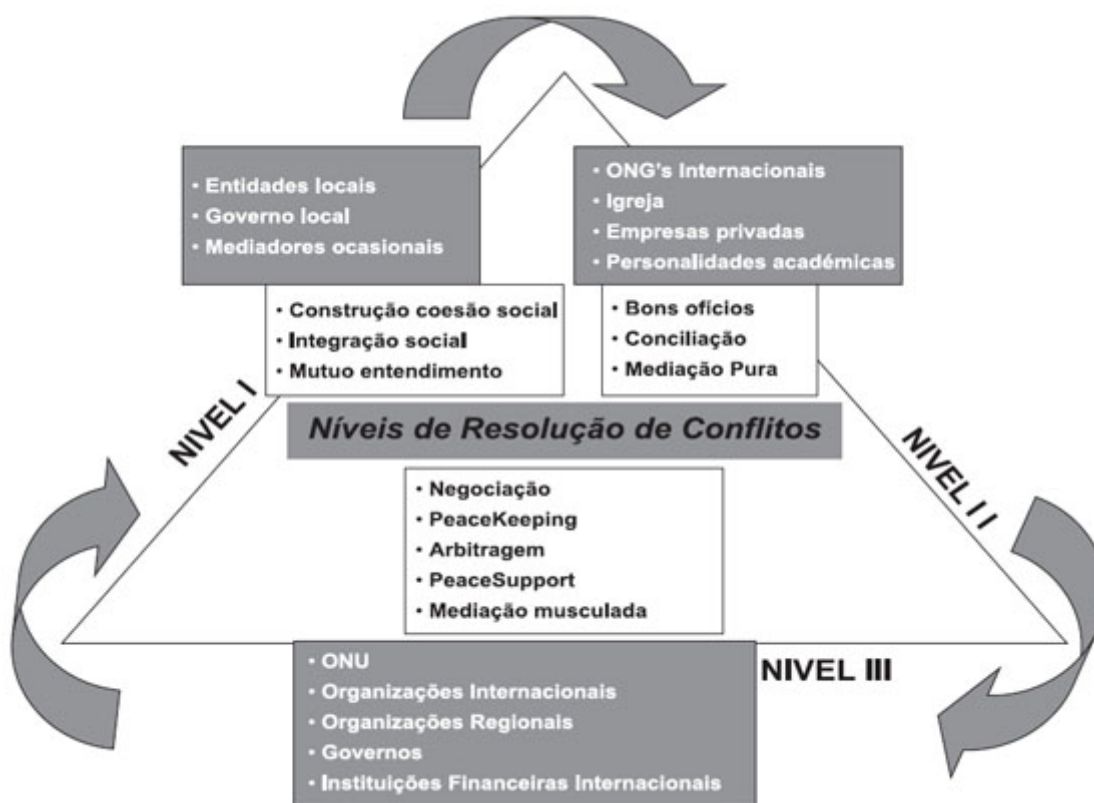 • Entidades locais
• Governo local
• Mediadores ocasionais
• ONG's Internacionais
• Igreja
• Empresas privadas
• Personalidades académicas
• Construção coesão social
• Integração social
• Mutuo entendimento
• Bons ofícios
• Conciliação
• Mediação Pura
NIVEL I
Níveis de Resolução de Conflitos
NIVEL I I
• Negociação
• PeaceKeeping
• Arbitragem
• PeaceSupport
• Mediação musculada
NIVEL III
• ONU
• Organizações Internacionais
• Organizações Regionais
• Governos
• Instituições Financeiras Internacionais